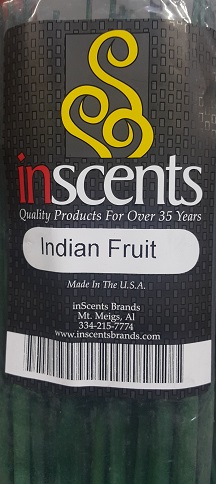 inscents
Quality Products For Over 35 Years
Indian Fruit
Made In The U.S.A.
inScents Brands
Mt. Meigs, Al
334-215-7774
www.inscentsbrands.com